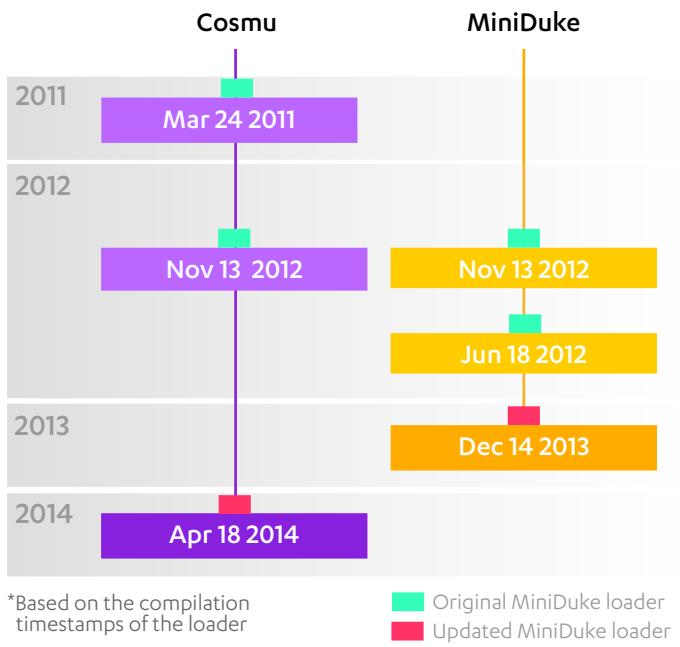 Cosmu
MiniDuke
2011
Mar 24 2011
2012
Nov 13 2012
Nov 13 2012
Jun 18 2012
2013
Dec 14 2013
2014
Apr 18 2014
*Based on the compilation
timestamps of the loader
Original MiniDuke loader
Updated MiniDuke loader